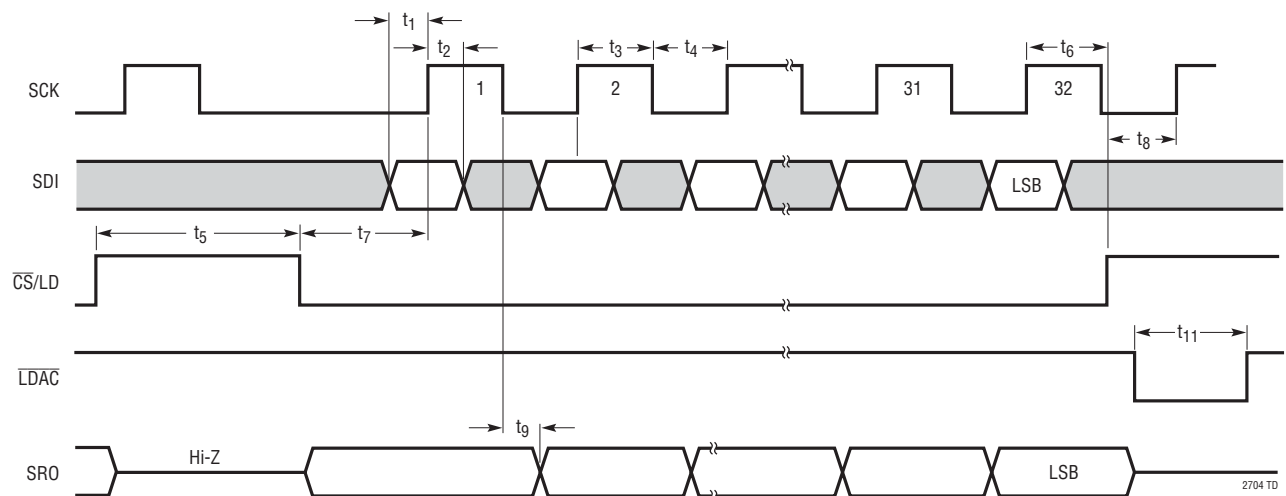 t1
t2
t3
t4
t6
SCK
1
2
31
32
t8
SDI
LSB
t5
t7
CS/LD
t11
LDAC
t9
Hi-Z
SRO
LSB
2704 TD